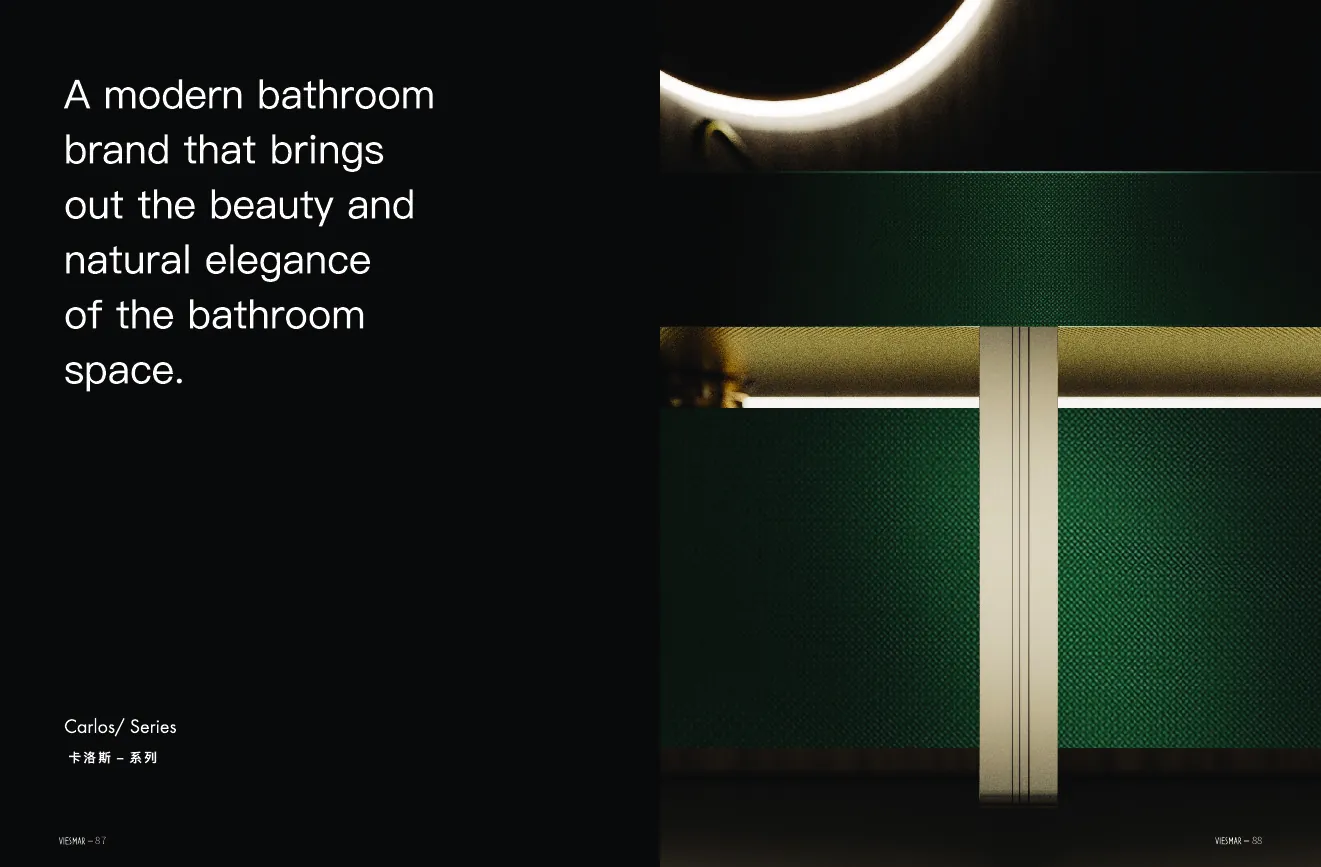 A modern bathroom
brand that brings
out the beauty and
natural elegance
of the bathroom
space.
Carlos/ Series
卡洛斯 – 系列
VIESMAR – 87
VIESMAR – 88